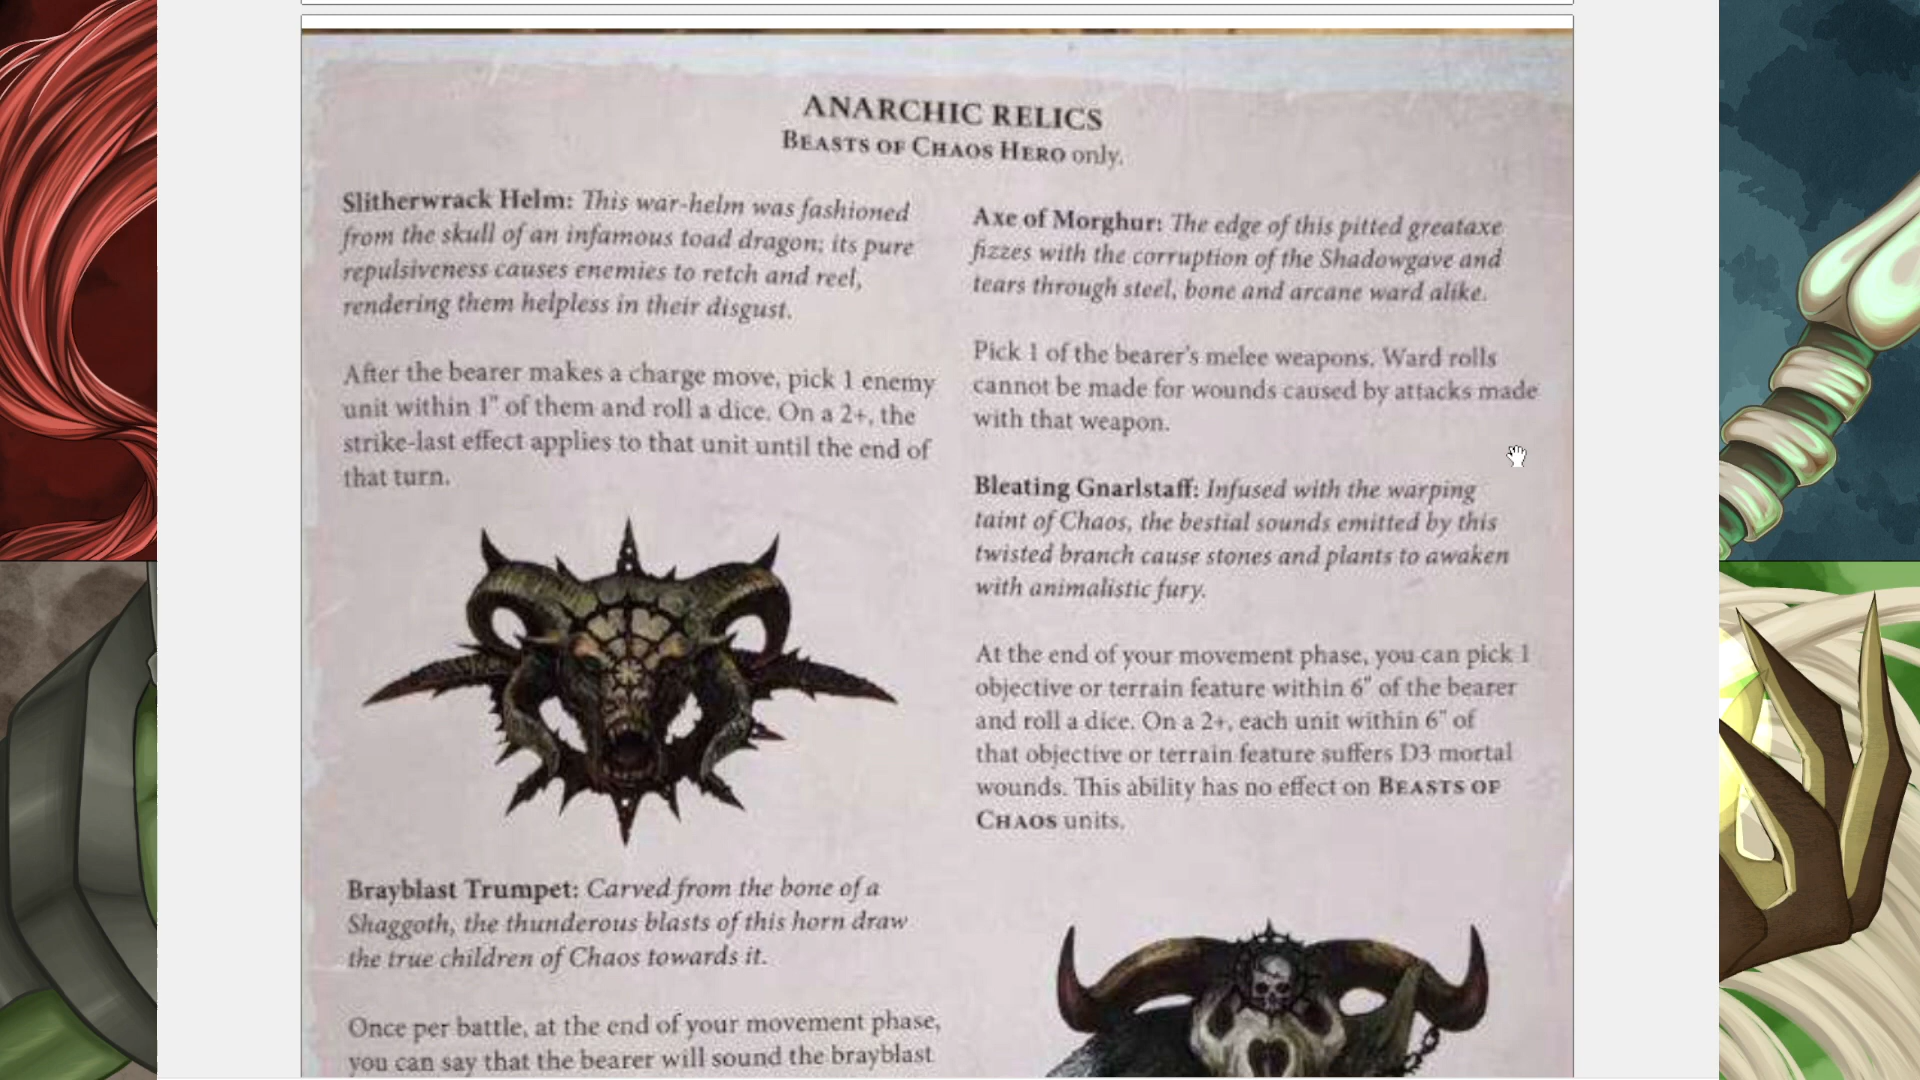 ANARCHIC RELICS
BEASTS OF CHAOS HERO only.
Slitherwrack Helm: This war-helm was fashioned
from the skull of an infamous toad dragon; its pure
repulsiveness causes enemies to retch and reel,
rendering them helpless in their disgust.
After the bearer makes a charge move, pick 1 enemy
unit within 1" of them and roll a dice. On a 2+, the
strike-last effect applies to that unit until the end of
that turn.
Brayblast Trumpet: Carved from the bone of a
Shaggoth, the thunderous blasts of this horn draw
the true children of Chaos towards it.
Once per battle, at the end of your movement phase,
you can say that the bearer will sound the brayblast
Axe of Morghur: The edge of this pitted greataxe
fizzes with the corruption of the Shadowgave and
tears through steel, bone and arcane ward alike.
Pick 1 of the bearer's melee weapons. Ward rolls
cannot be made for wounds caused by attacks made
with that weapon.
Bleating Gnarlstaff: Infused with the warping
taint of Chaos, the bestial sounds emitted by this
twisted branch cause stones and plants to awaken
with animalistic fury.
At the end of your movement phase, you can pick 1
objective or terrain feature within 6" of the bearer
and roll a dice. On a 2+, each unit within 6" of
that objective or terrain feature suffers D3 mortal
wounds. This ability has no effect on BEASTS OF
CHAOS units.